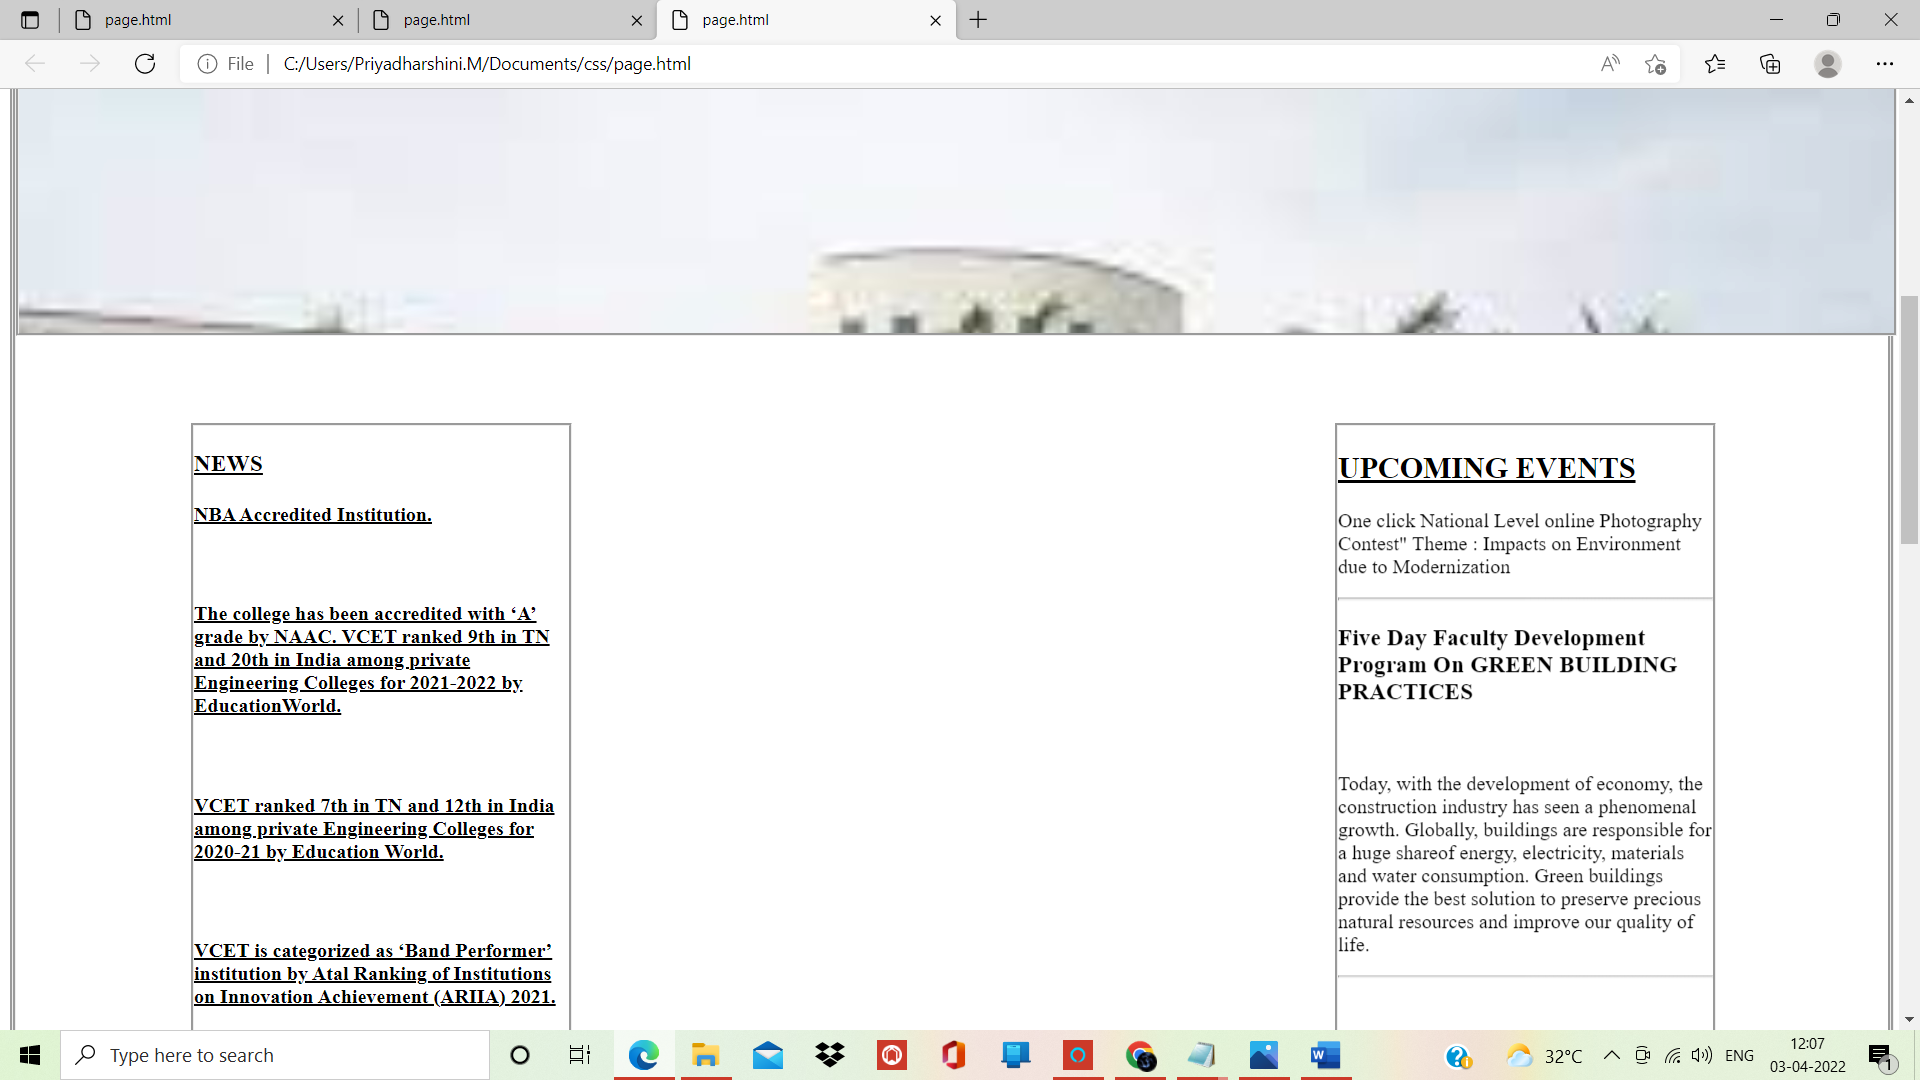 page.html
page.html
page.html
File
C:/Users/Priyadharshini.M/Documents/css/page.html
NEWS
NBA Accredited Institution.
The college has been accredited with ‘A’
grade by NAAC. VCET ranked 9th in TN
and 20th in India among private
Engineering Colleges for 2021-2022 by
EducationWorld.
VCET ranked 7th in TN and 12th in India
among private Engineering Colleges for
2020-21 by Education World.
VCET is categorized as ‘Band Performer’
institution by Atal Ranking of Institutions
on Innovation Achievement (ARIIA) 2021.
UPCOMING EVENTS
One click National Level online Photography
Contest" Theme : Impacts on Environment
due to Modernization
Five Day Faculty Development
Program On GREEN BUILDING
PRACTICES
Today, with the development of economy, the
construction industry has seen a phenomenal
growth. Globally, buildings are responsible for
a huge shareof energy, electricity, materials
and water consumption. Green buildings
provide the best solution to preserve precious
natural resources and improve our quality of
life.
Type here to search
32°C
ENG
12:07
03-04-2022
1